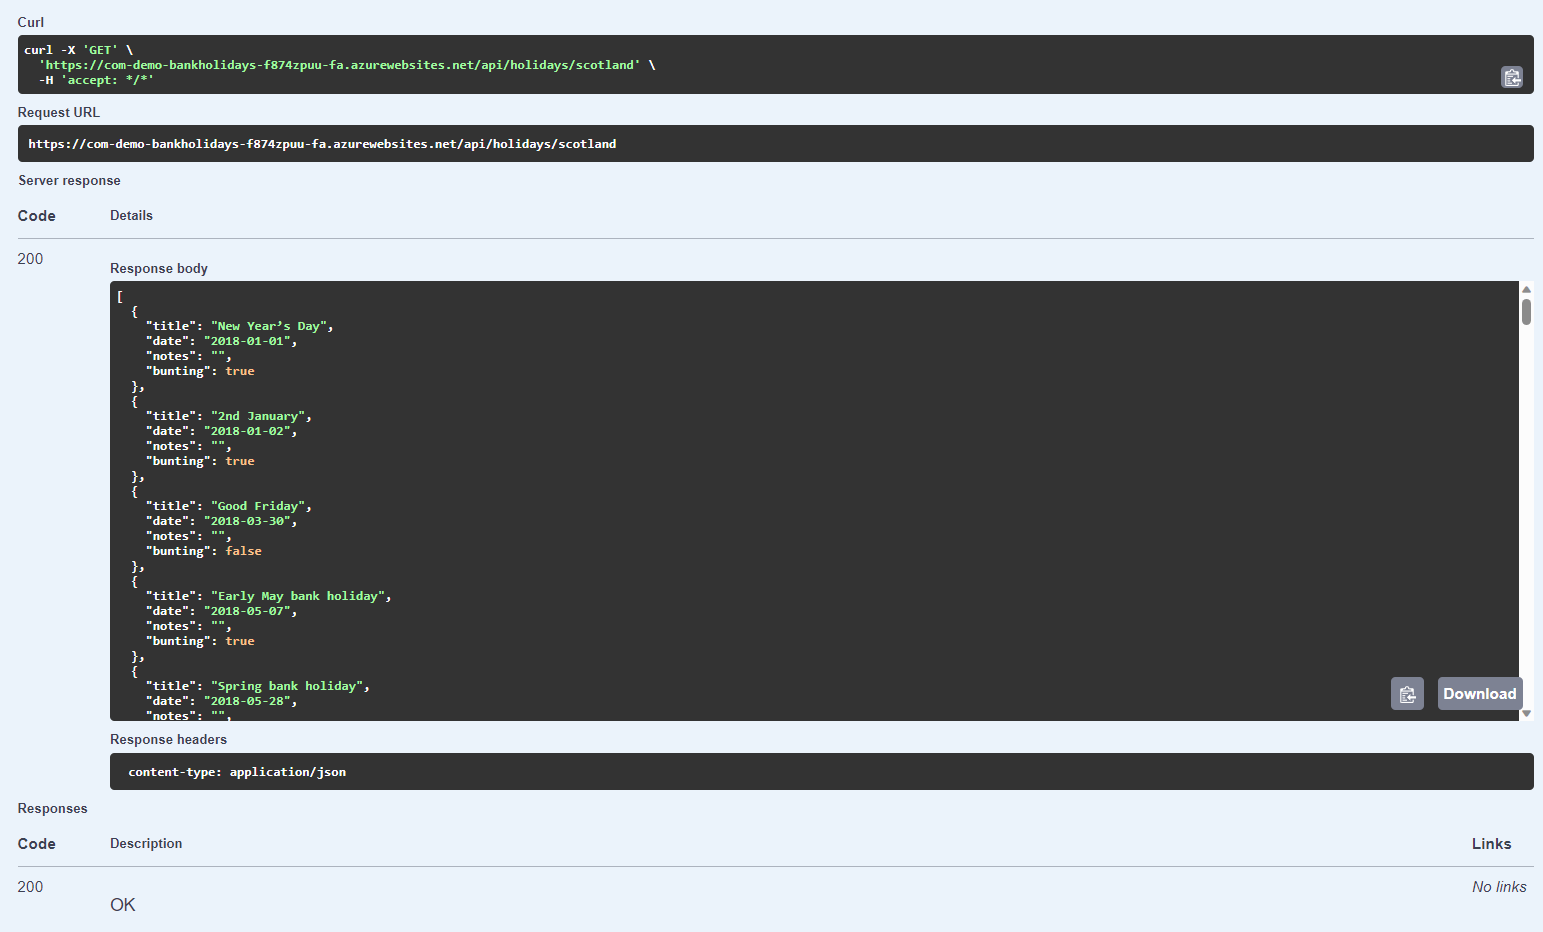 Curl
curl -X 'GET' \
  'https://com-demo-bankholidays-f874zpuu-fa.azurewebsites.net/api/holidays/scotland' \
  -H 'accept: */*'
Request URL
https://com-demo-bankholidays-f874zpuu-fa.azurewebsites.net/api/holidays/scotland
Server response
Code Details
200
Response body
[
  {
    "title": "New Year’s Day",
    "date": "2018-01-01",
    "notes": "",
    "bunting": true
  },
  {
    "title": "2nd January",
    "date": "2018-01-02",
    "notes": "",
    "bunting": true
  },
  {
    "title": "Good Friday",
    "date": "2018-03-30",
    "notes": "",
    "bunting": false
  },
  {
    "title": "Early May bank holiday",
    "date": "2018-05-07",
    "notes": "",
    "bunting": true
  },
  {
    "title": "Spring bank holiday",
    "date": "2018-05-28",
    "notes": "",
Download
Response headers
content-type: application/json
Responses
Code Description Links
200 No links
OK